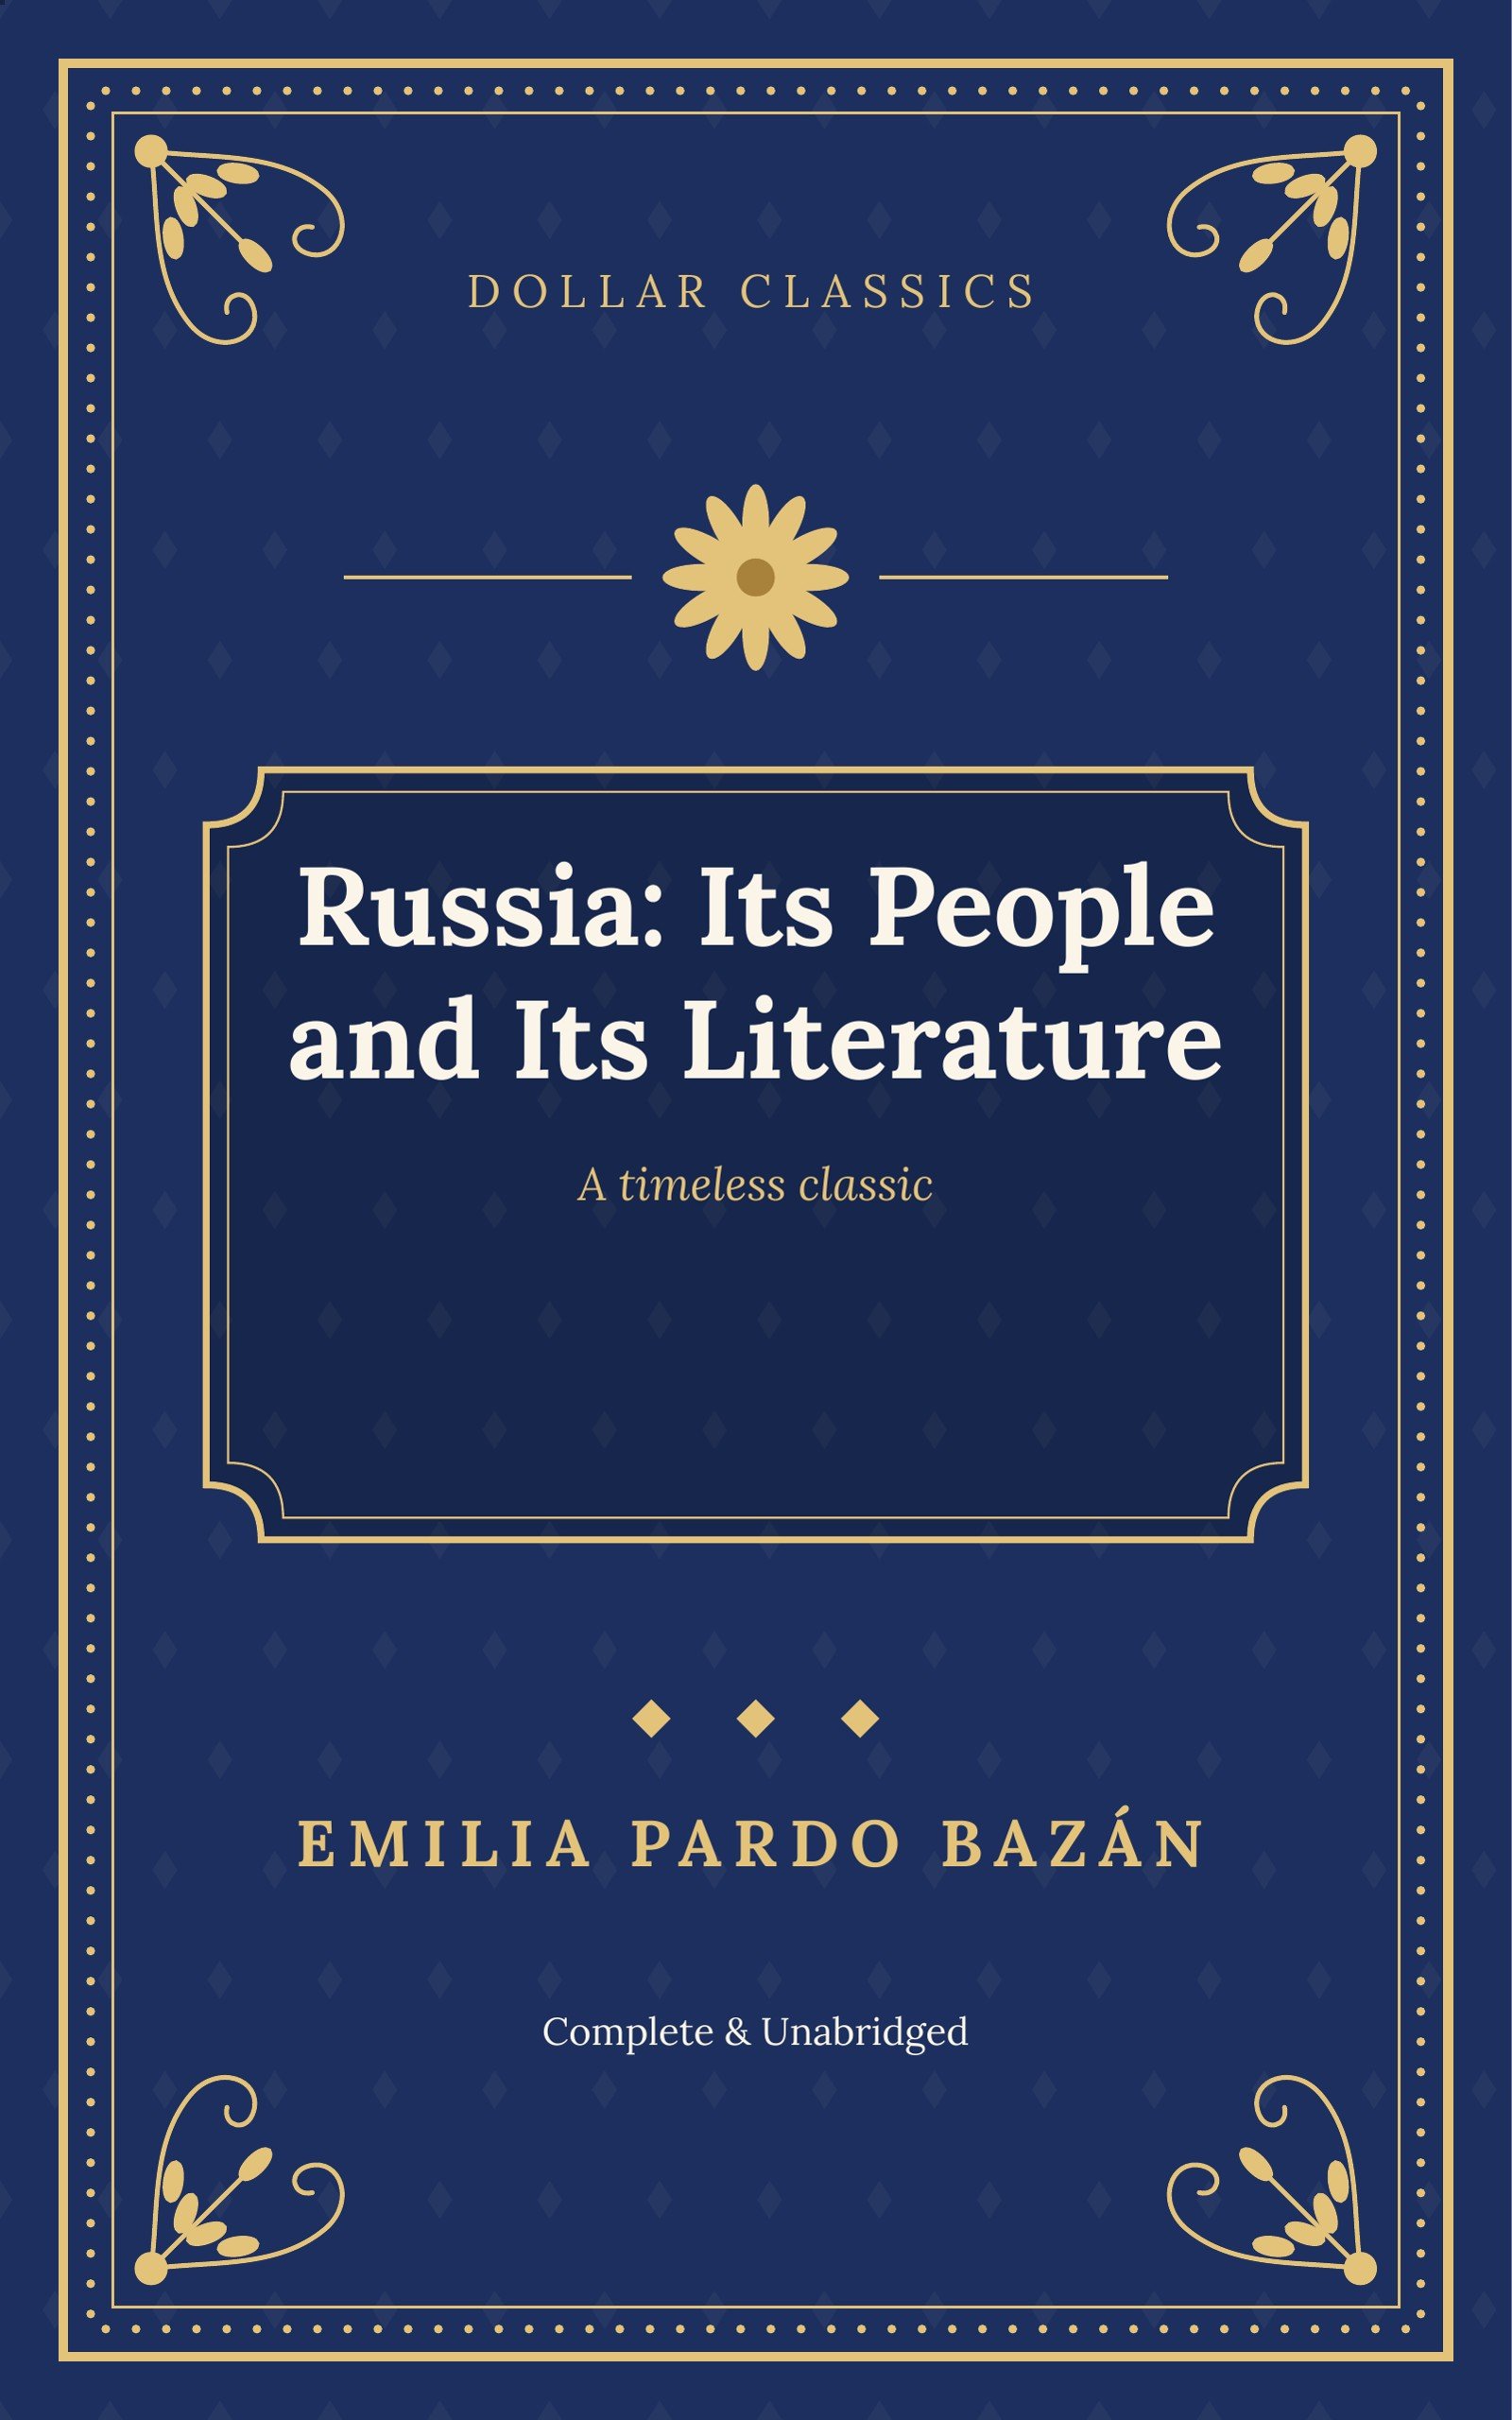 DOLLAR CLASSICS
Russia: Its People
and Its Literature
A timeless classic
EMILIA PARDO BAZÁN
Complete & Unabridged